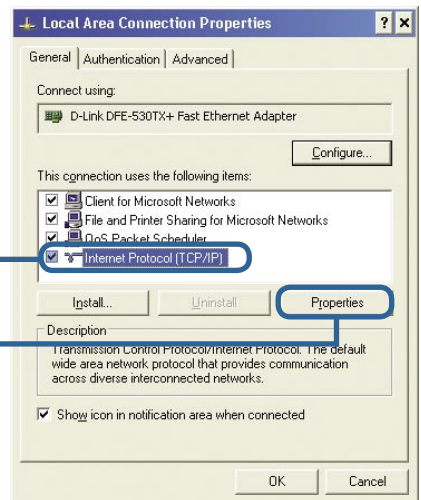 Local Area Connection Properties
General Authentication Advanced
Connect using:
D-Link DFE-530TX+ Fast Ethernet Adapter
Configure...
This connection uses the following items:
Client for Microsoft Networks
File and Printer Sharing for Microsoft Networks
QoS Packet Scheduler
Internet Protocol (TCP/IP)
Install... Uninstall Properties
Description
Transmission Control Protocol/Internet Protocol. The default
wide area network protocol that provides communication
across diverse interconnected networks.
Show icon in notification area when connected
OK Cancel